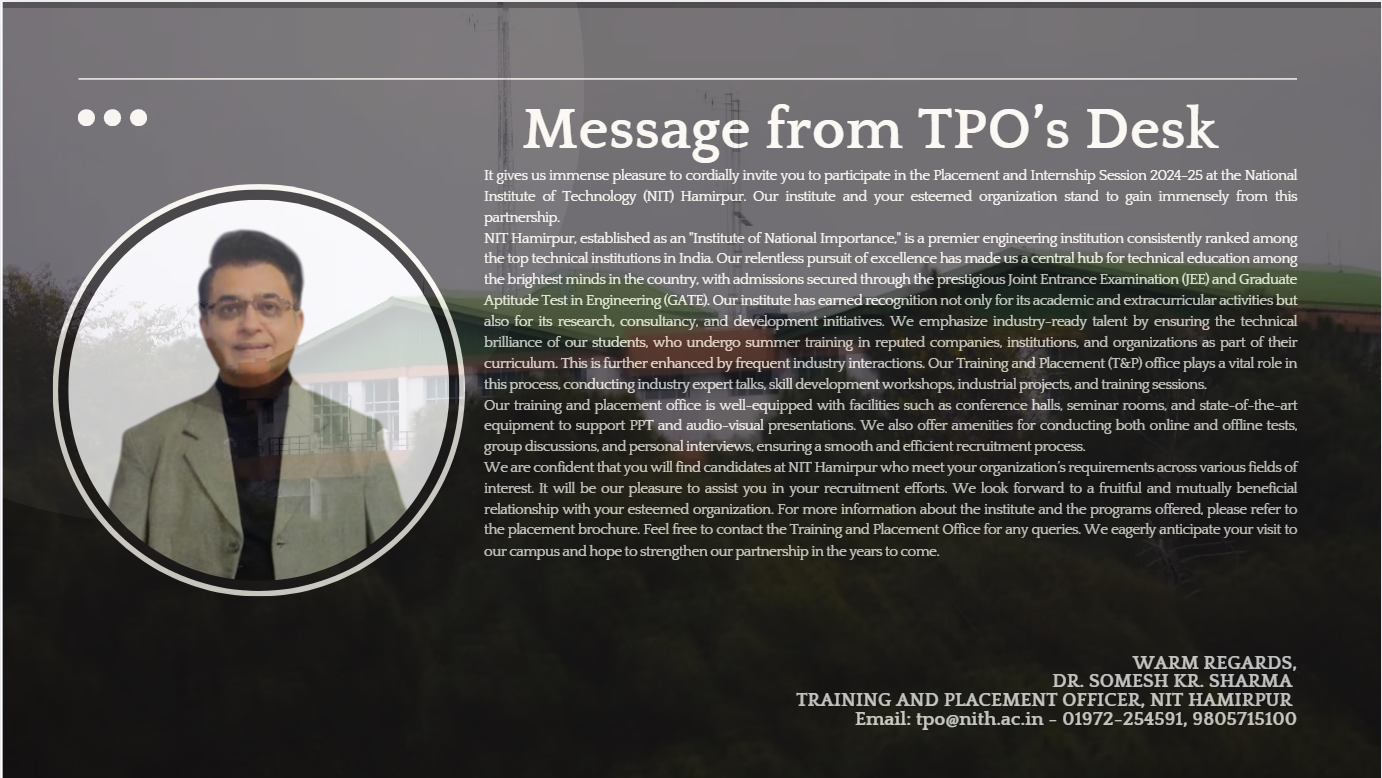 Message from TPO’s Desk
It gives us immense pleasure to cordially invite you to participate in the Placement and Internship Session 2024-25 at the National
Institute of Technology (NIT) Hamirpur. Our institute and your esteemed organization stand to gain immensely from this
partnership.
NIT Hamirpur, established as an "Institute of National Importance," is a premier engineering institution consistently ranked among
the top technical institutions in India. Our relentless pursuit of excellence has made us a central hub for technical education among
the brightest minds in the country, with admissions secured through the prestigious Joint Entrance Examination (JEE) and Graduate
Aptitude Test in Engineering (GATE). Our institute has earned recognition not only for its academic and extracurricular activities but
also for its research, consultancy, and development initiatives. We emphasize industry-ready talent by ensuring the technical
brilliance of our students, who undergo summer training in reputed companies, institutions, and organizations as part of their
curriculum. This is further enhanced by frequent industry interactions. Our Training and Placement (T&P) office plays a vital role in
this process, conducting industry expert talks, skill development workshops, industrial projects, and training sessions.
Our training and placement office is well-equipped with facilities such as conference halls, seminar rooms, and state-of-the-art
equipment to support PPT and audio-visual presentations. We also offer amenities for conducting both online and offline tests,
group discussions, and personal interviews, ensuring a smooth and efficient recruitment process.
We are confident that you will find candidates at NIT Hamirpur who meet your organization’s requirements across various fields of
interest. It will be our pleasure to assist you in your recruitment efforts. We look forward to a fruitful and mutually beneficial
relationship with your esteemed organization. For more information about the institute and the programs offered, please refer to
the placement brochure. Feel free to contact the Training and Placement Office for any queries. We eagerly anticipate your visit to
our campus and hope to strengthen our partnership in the years to come.
WARM REGARDS,
DR. SOMESH KR. SHARMA
TRAINING AND PLACEMENT OFFICER, NIT HAMIRPUR
Email: tpo@nith.ac.in - 01972-254591, 9805715100